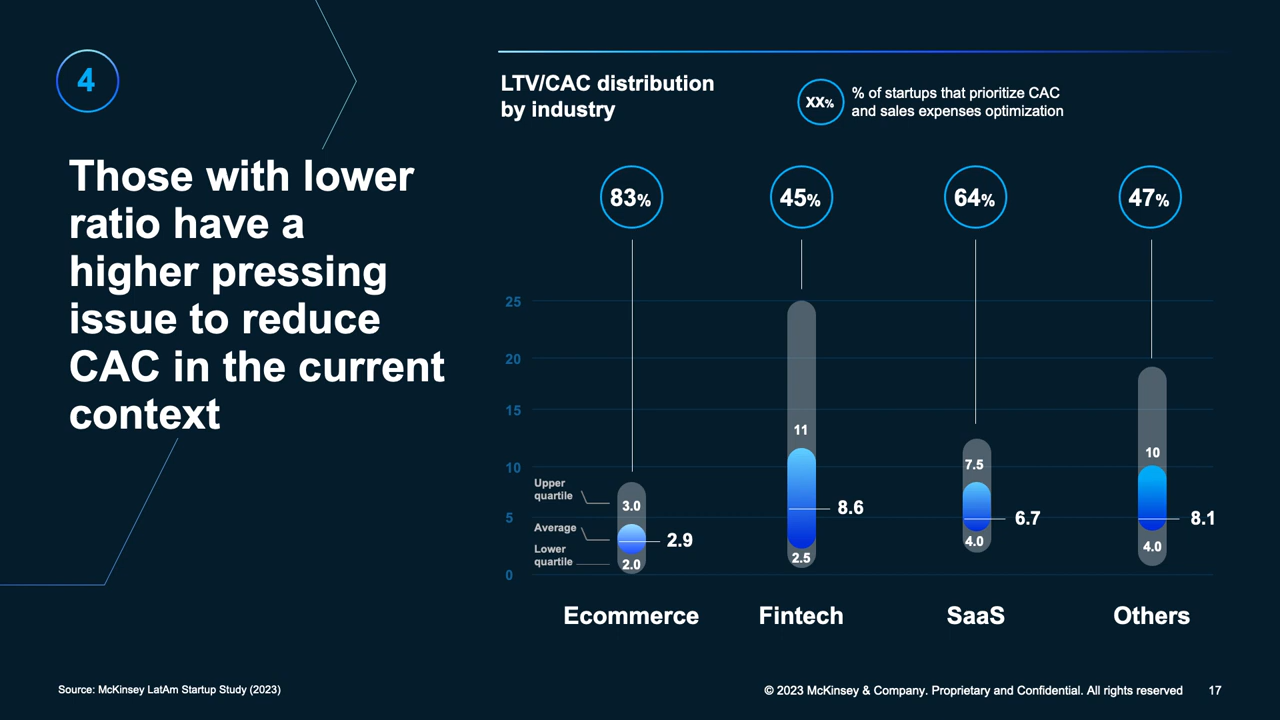 4
Those with lower
ratio have a
higher pressing
issue to reduce
CAC in the current
context
LTV/CAC distribution
by industry
XX%
% of startups that prioritize CAC
and sales expenses optimization
83%
45%
64%
47%
25
20
15
10
5
0
Upper
quartile
Average
Lower
quartile
3.0
2.9
2.0
11
8.6
2.5
7.5
6.7
4.0
10
8.1
4.0
Ecommerce
Fintech
SaaS
Others
Source: McKinsey LatAm Startup Study (2023)
© 2023 McKinsey & Company. Proprietary and Confidential. All rights reserved
17